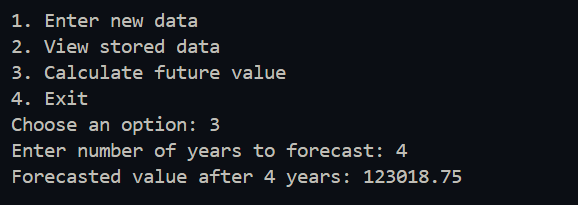 1. Enter new data
2. View stored data
3. Calculate future value
4. Exit
Choose an option: 3
Enter number of years to forecast: 4
Forecasted value after 4 years: 123018.75